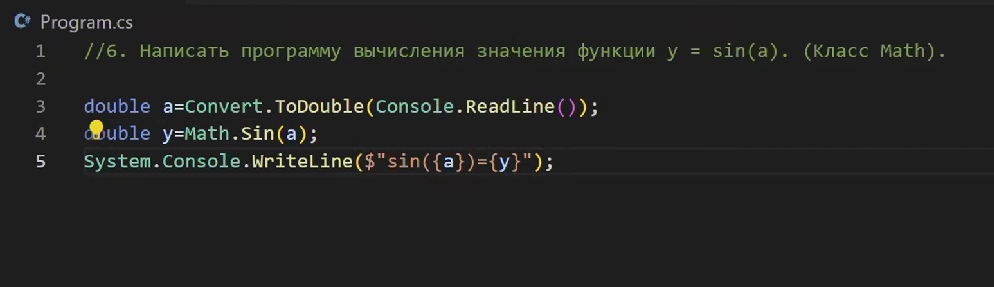 C# Program.cs
1 //6. Написать программу вычисления значения функции y = sin(a). (Класс Math).
2
3 double a=Convert.ToDouble(Console.ReadLine());
4 double y=Math.Sin(a);
5 System.Console.WriteLine($"sin({a})={y}");